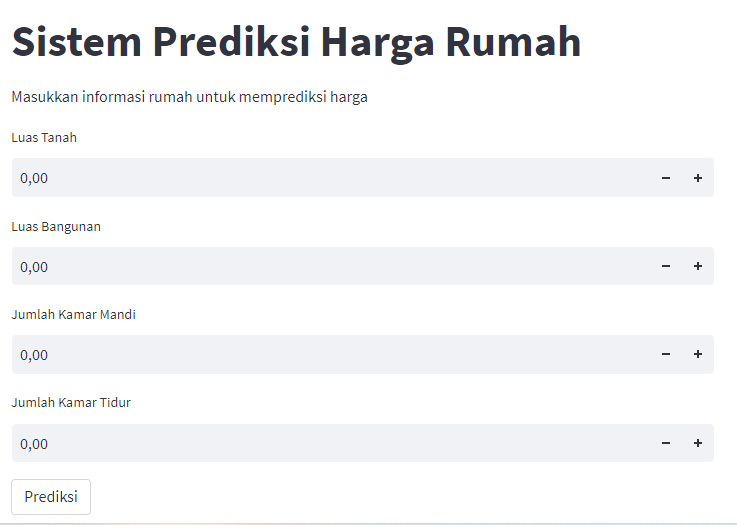 Sistem Prediksi Harga Rumah
Masukkan informasi rumah untuk memprediksi harga
Luas Tanah
0,00
Luas Bangunan
0,00
Jumlah Kamar Mandi
0,00
Jumlah Kamar Tidur
0,00
Prediksi